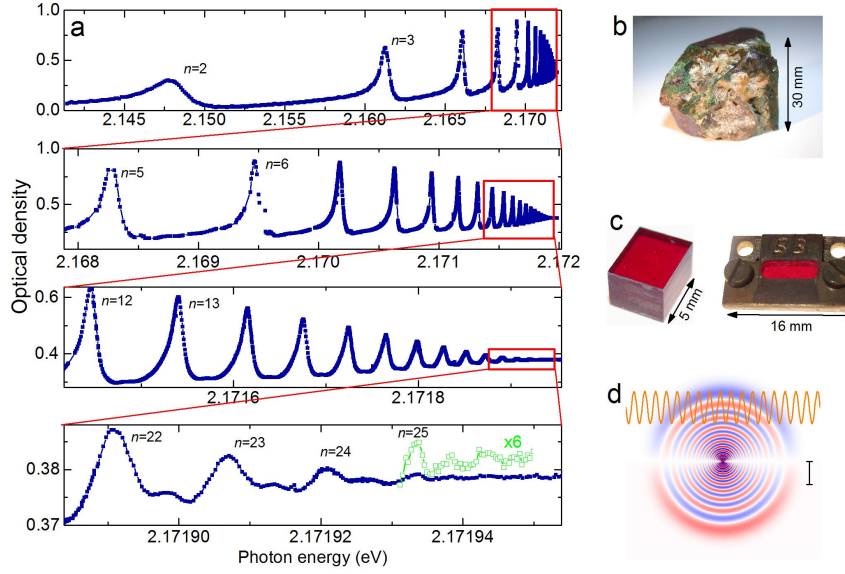 a
1.0
0.5
0.0
n=2
n=3
2.145
2.150
2.155
2.160
2.165
2.170
1.0
0.5
n=5
n=6
2.168
2.169
2.170
2.171
2.172
Optical density
0.6
0.4
n=12
n=13
2.1716
2.1718
0.38
0.37
n=22
n=23
n=24
n=25
x6
2.17190
2.17192
2.17194
Photon energy (eV)
b
30 mm
c
5 mm
S3
16 mm
d